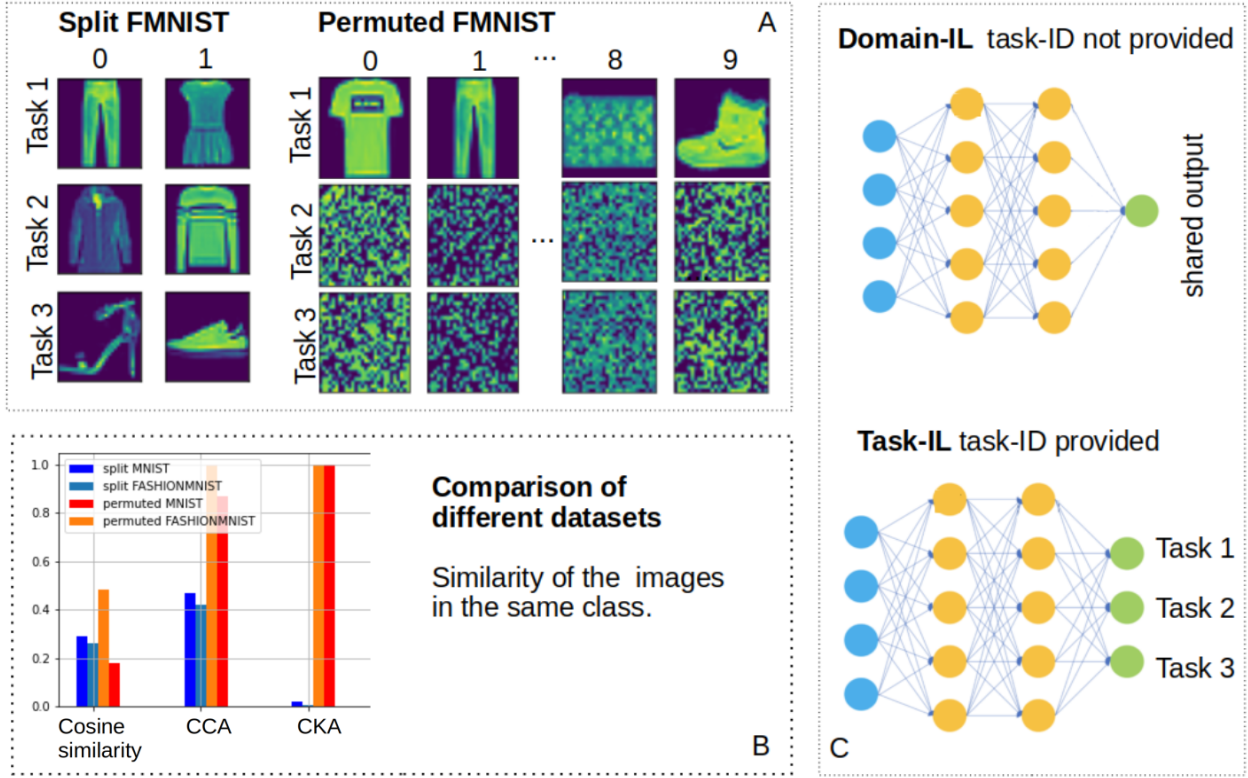 Split FMNIST
Permuted FMNIST
A
0 1
0 1 ... 8 9
Task 1
Task 1
Task 2
Task 2
...
Task 3
Task 3
1.0
0.8
0.6
0.4
0.2
0.0
split MNIST
split FASHIONMNIST
permuted MNIST
permuted FASHIONMNIST
Cosine
similarity
CCA
CKA
Comparison of
different datasets
Similarity of the images
in the same class.
B
Domain-IL task-ID not provided
shared output
Task-IL task-ID provided
Task 1
Task 2
Task 3
C